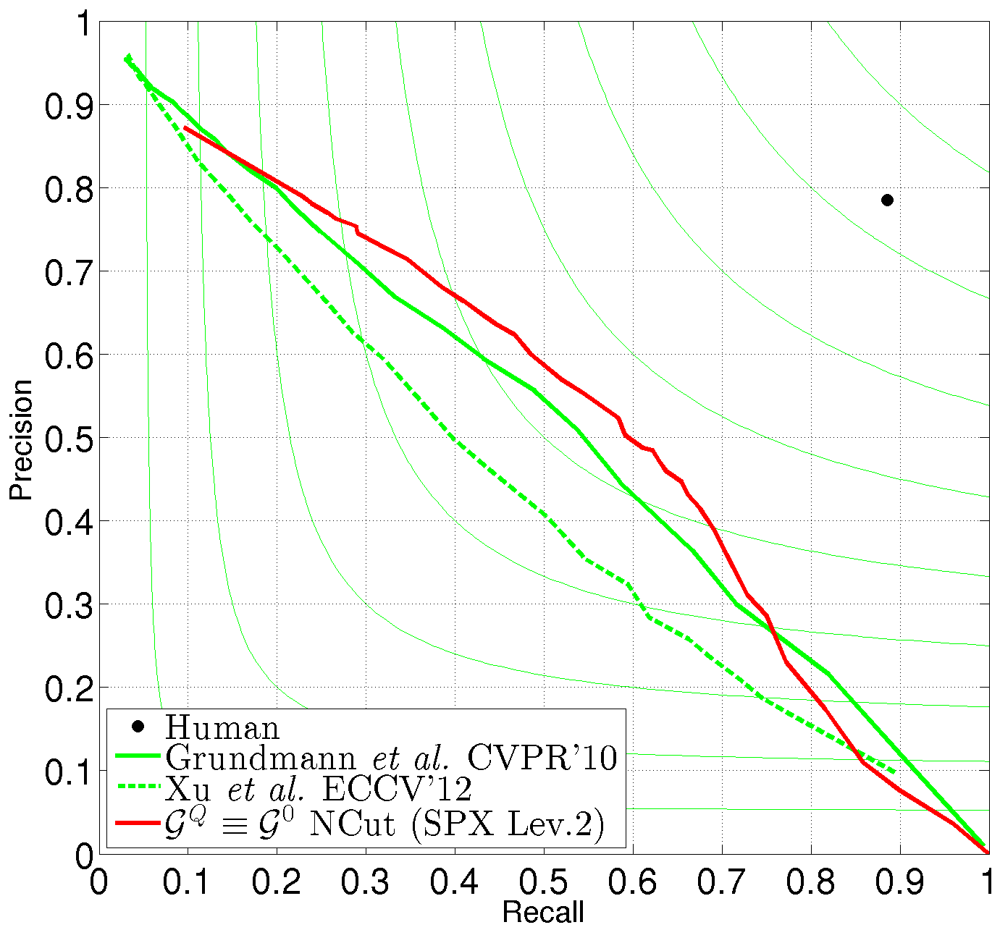 1
0.9
0.8
0.7
0.6
0.5
0.4
0.3
0.2
0.1
0
Precision
Human
Grundmann et al. CVPR'10
Xu et al. ECCV'12
𝒢^Q ≡ 𝒢^0 NCut (SPX Lev.2)
0 0.1 0.2 0.3 0.4 0.5 0.6 0.7 0.8 0.9 1
Recall